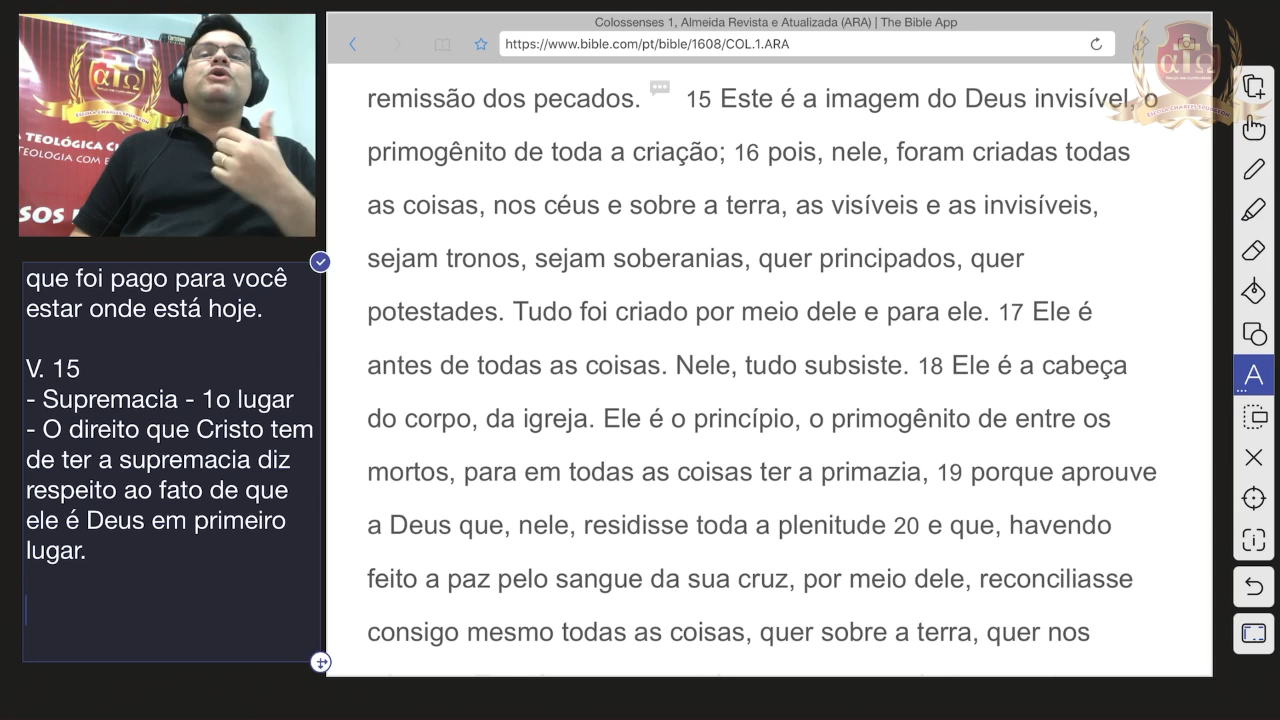 Colossenses 1, Almeida Revista e Atualizada (ARA) | The Bible App
https://www.bible.com/pt/bible/1608/COL.1.ARA
remissão dos pecados. 15 Este é a imagem do Deus invisível, o
primogênito de toda a criação; 16 pois, nele, foram criadas todas
as coisas, nos céus e sobre a terra, as visíveis e as invisíveis,
sejam tronos, sejam soberanias, quer principados, quer
potestades. Tudo foi criado por meio dele e para ele. 17 Ele é
antes de todas as coisas. Nele, tudo subsiste. 18 Ele é a cabeça
do corpo, da igreja. Ele é o princípio, o primogênito de entre os
mortos, para em todas as coisas ter a primazia, 19 porque aprouve
a Deus que, nele, residisse toda a plenitude 20 e que, havendo
feito a paz pelo sangue da sua cruz, por meio dele, reconciliasse
consigo mesmo todas as coisas, quer sobre a terra, quer nos
que foi pago para você
estar onde está hoje.
V. 15
- Supremacia - 1o lugar
- O direito que Cristo tem
de ter a supremacia diz
respeito ao fato de que
ele é Deus em primeiro
lugar.
A TEOLÓGICA
TEOLOGIA COM
αΩ
ESCOLA CHARLES SPURGEON
A